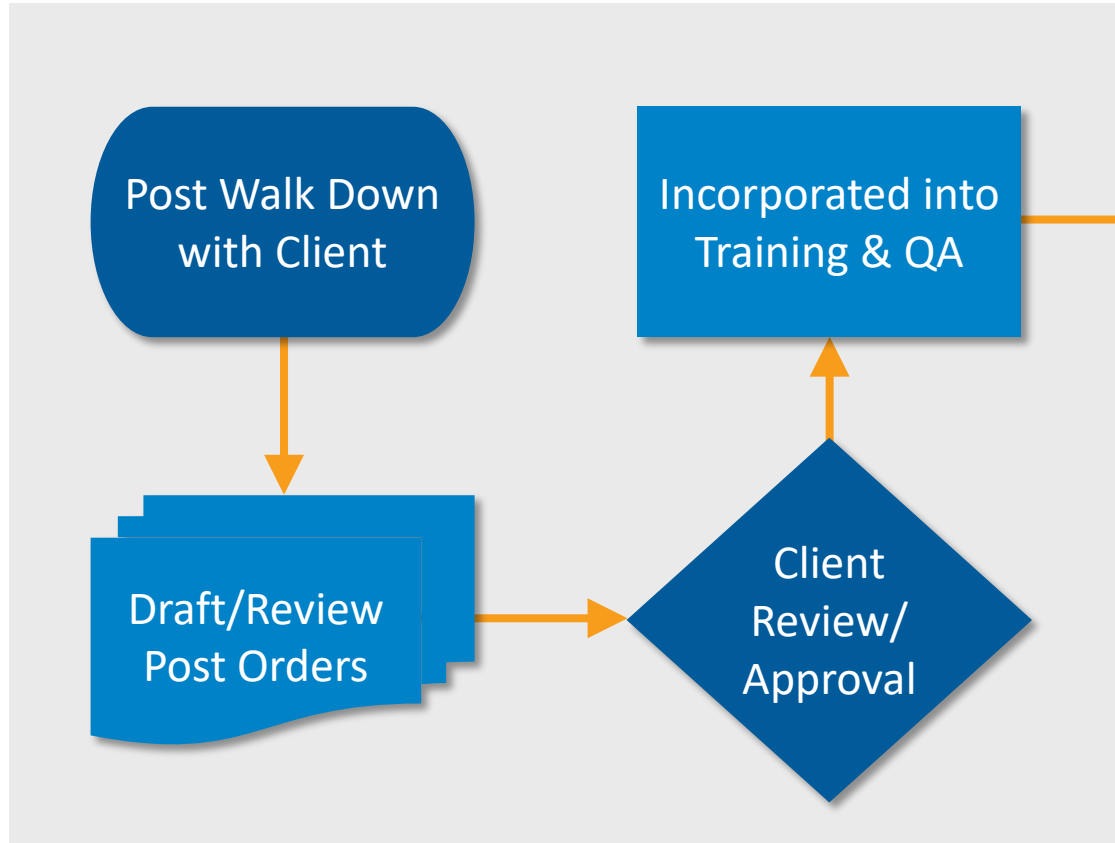 Post Walk Down
with Client
Draft/Review
Post Orders
Client
Review/
Approval
Incorporated into
Training & QA